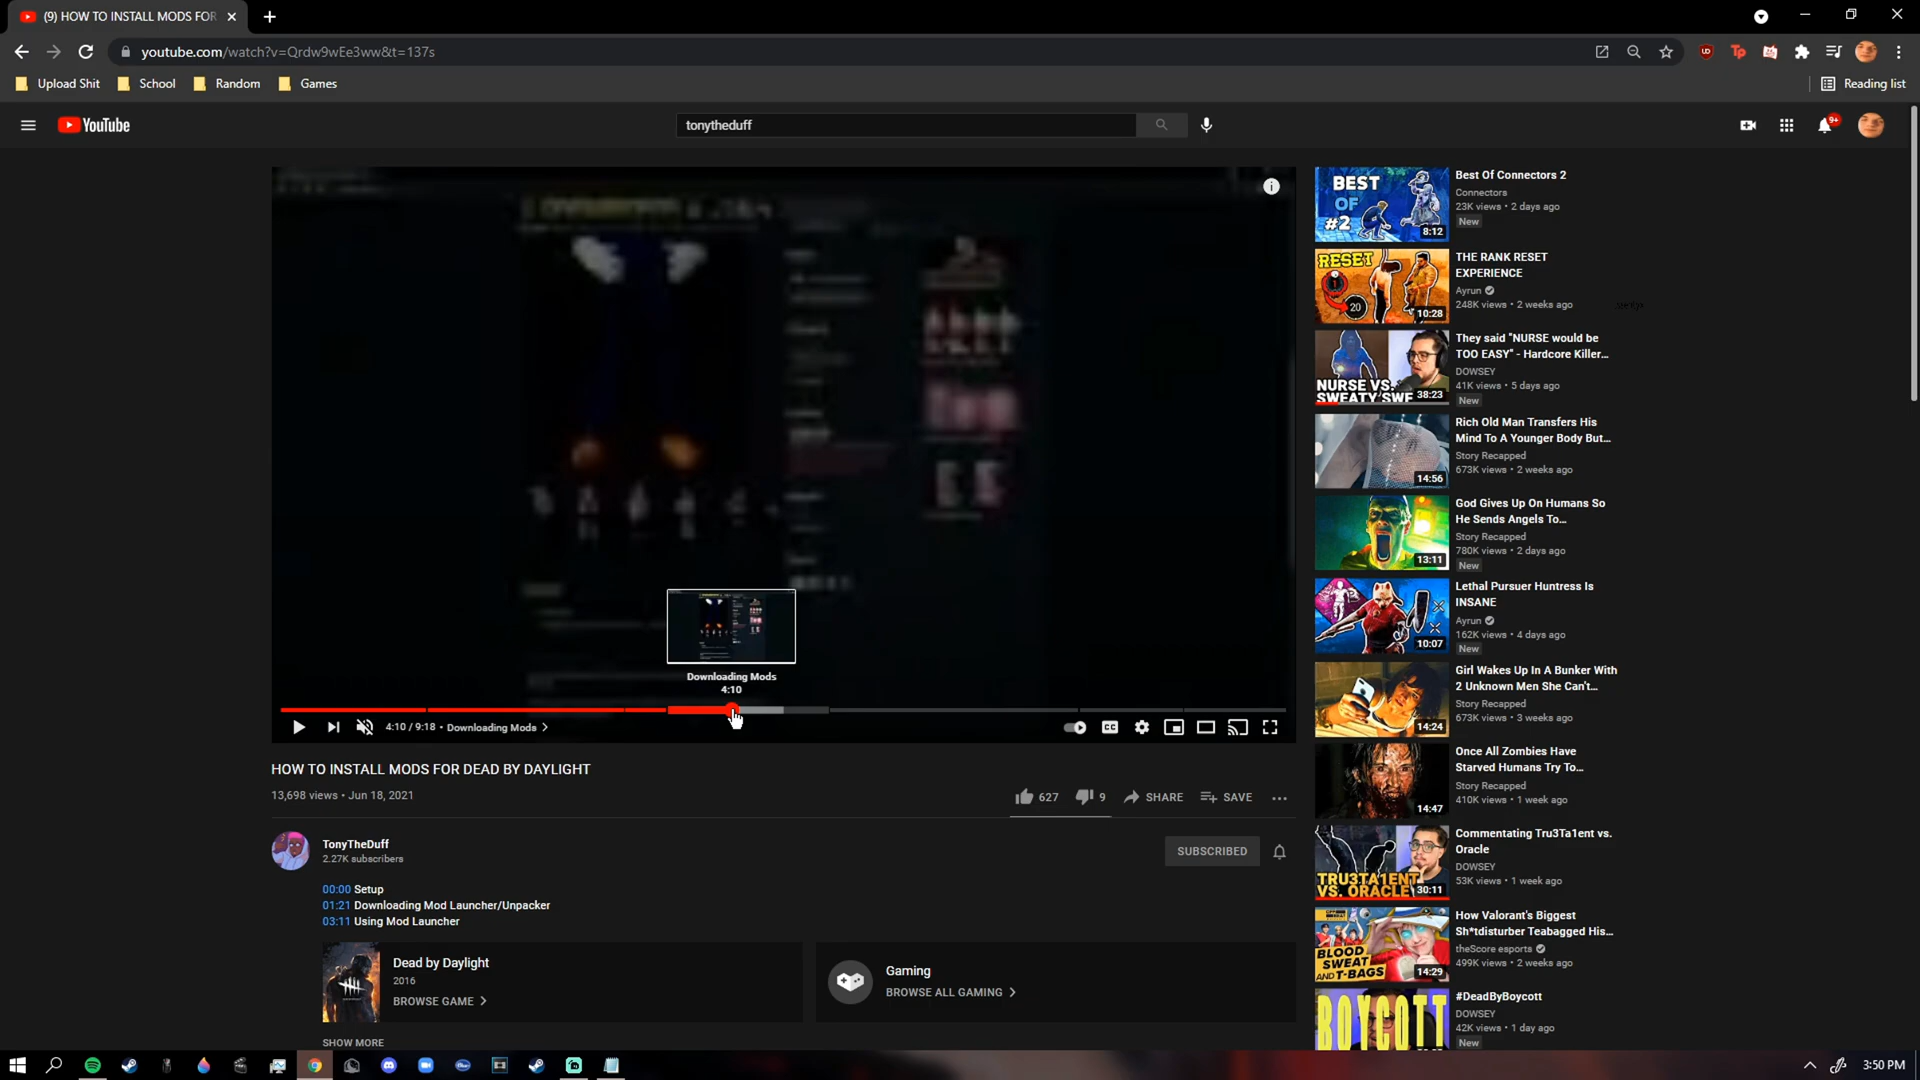 (9) HOW TO INSTALL MODS FOR
youtube.com/watch?v=Qrdw9wEe3ww&t=137s
Upload Shit School Random Games Reading list
YouTube
tonytheduff
9+
Downloading Mods
4:10
4:10 / 9:18 • Downloading Mods
HOW TO INSTALL MODS FOR DEAD BY DAYLIGHT
13,698 views • Jun 18, 2021
627 9 SHARE SAVE
TonyTheDuff
2.27K subscribers
SUBSCRIBED
00:00 Setup
01:21 Downloading Mod Launcher/Unpacker
03:11 Using Mod Launcher
Dead by Daylight
2016
BROWSE GAME
Gaming
BROWSE ALL GAMING
SHOW MORE
BEST
OF
#2
8:12
Best Of Connectors 2
Connectors
23K views • 2 days ago
New
RESET
1
20
10:28
THE RANK RESET
EXPERIENCE
Ayrun
248K views • 2 weeks ago
NURSE VS.
SWEATY SWF
38:23
They said "NURSE would be
TOO EASY" - Hardcore Killer...
DOWSEY
41K views • 5 days ago
New
14:56
Rich Old Man Transfers His
Mind To A Younger Body But...
Story Recapped
673K views • 2 weeks ago
13:11
God Gives Up On Humans So
He Sends Angels To...
Story Recapped
780K views • 2 days ago
New
10:07
Lethal Pursuer Huntress Is
INSANE
Ayrun
162K views • 4 days ago
New
14:24
Girl Wakes Up In A Bunker With
2 Unknown Men She Can't...
Story Recapped
673K views • 3 weeks ago
14:47
Once All Zombies Have
Starved Humans Try To...
Story Recapped
410K views • 1 week ago
TRU3TA1ENT
VS. ORACLE
30:11
Commentating Tru3Ta1ent vs.
Oracle
DOWSEY
53K views • 1 week ago
BLOOD
SWEAT
AND T-BAGS
14:29
How Valorant's Biggest
Sh*tdisturber Teabagged His...
theScore esports
499K views • 2 weeks ago
BOYCOTT
#DeadByBoycott
DOWSEY
42K views • 1 day ago
New
3:50 PM